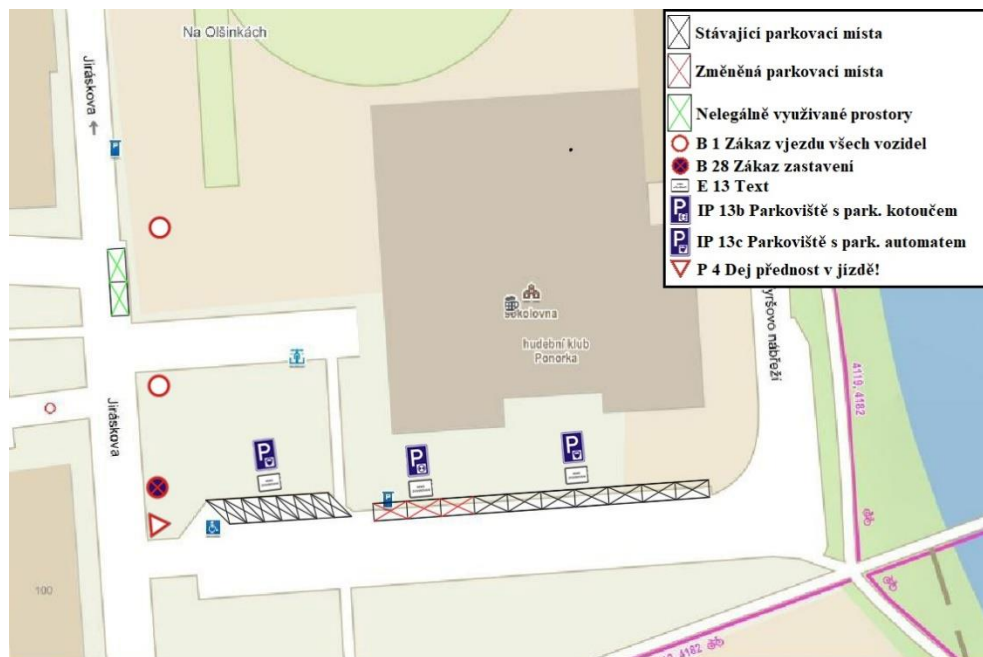 Na Olšinkách
Jiráskova
Stávající parkovací místa
Změněná parkovací místa
Nelegálně využívané prostory
B 1 Zákaz vjezdu všech vozidel
B 28 Zákaz zastavení
E 13 Text
IP 13b Parkoviště s park. kotoučem
IP 13c Parkoviště s park. automatem
P 4 Dej přednost v jízdě!
sokolovna
hudební klub
Ponorka
yršovo nábřeží
4119, 4182
Jiráskova
P
P
P
100
4182